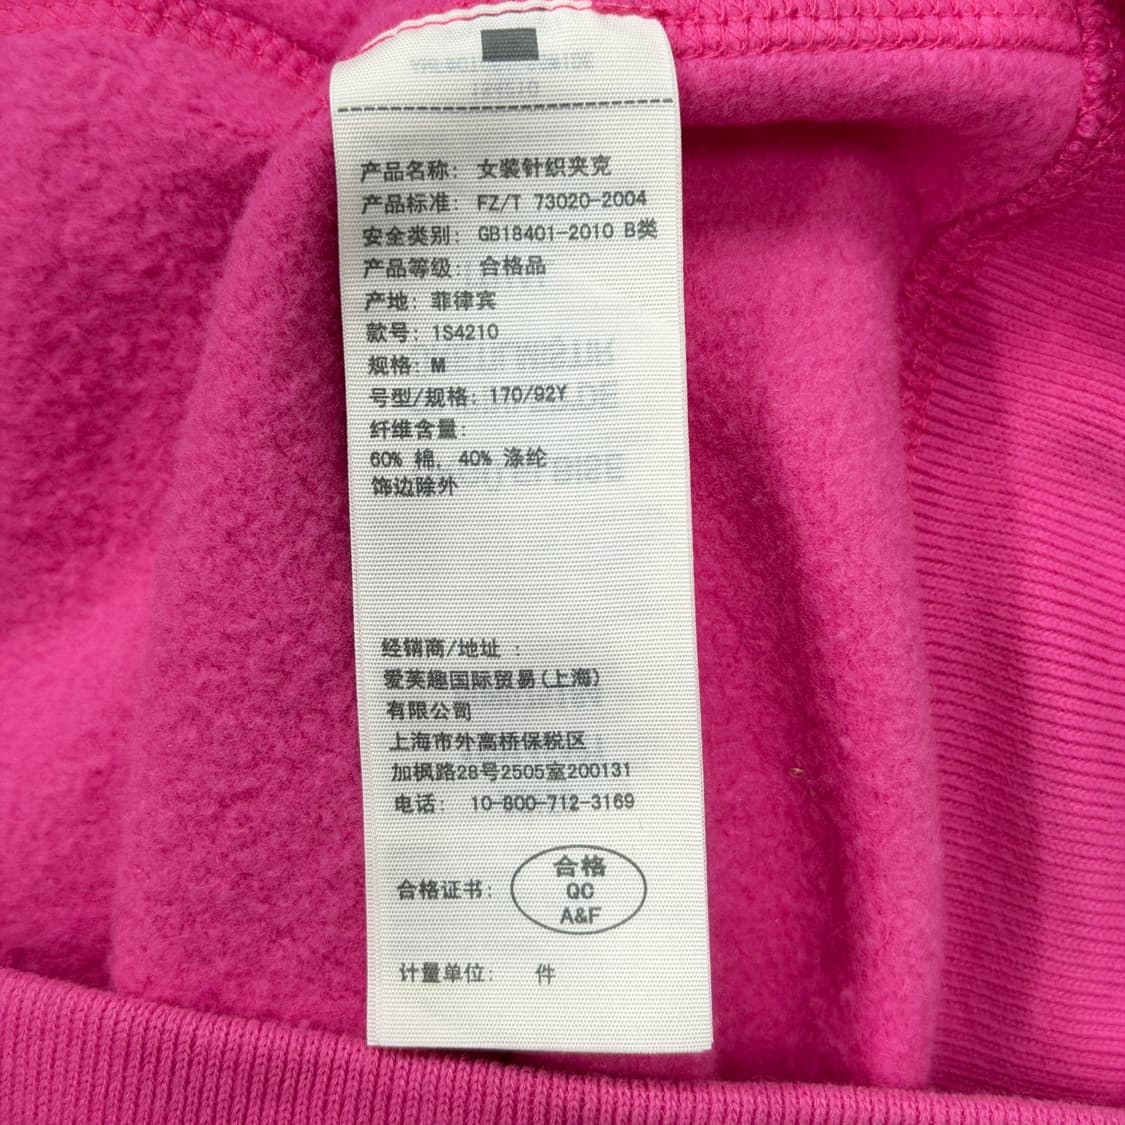 产品名称: 女装针织夹克
产品标准: FZ/T 73020-2004
安全类别: GB18401-2010 B类
产品等级: 合格品
产地: 菲律宾
款号: 1S4210
规格: M
号型/规格: 170/92Y
纤维含量:
60% 棉, 40% 涤纶
饰边除外
经销商/地址 :
爱芙趣国际贸易(上海)
有限公司
上海市外高桥保税区
加枫路28号2505室200131
电话: 10-800-712-3169
合格证书:
合格
QC
A&F
计量单位: 件